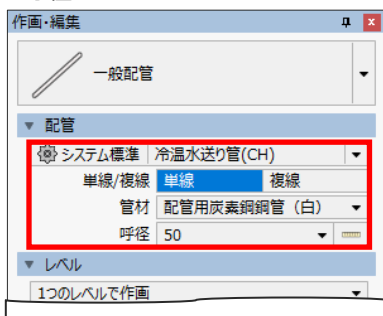 作画・編集
一般配管
配管
システム標準 冷温水送り管(CH)
単線/複線 単線 複線
管材 配管用炭素鋼鋼管（白）
呼径 50
レベル
1つのレベルで作画